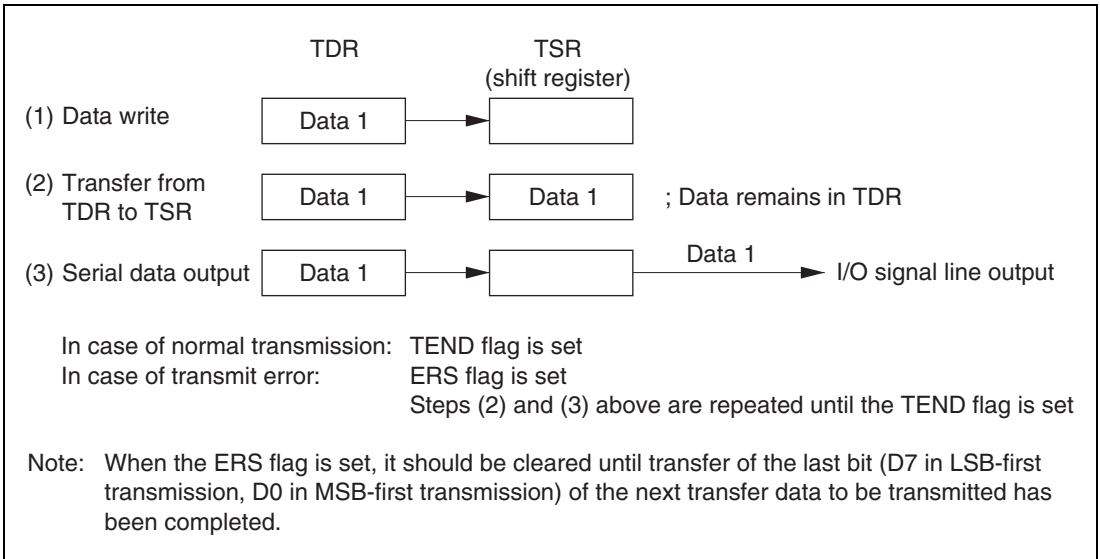 TDR TSR
(shift register)
(1) Data write Data 1
(2) Transfer from
TDR to TSR Data 1 Data 1 ; Data remains in TDR
(3) Serial data output Data 1 Data 1 I/O signal line output
In case of normal transmission: TEND flag is set
In case of transmit error: ERS flag is set
Steps (2) and (3) above are repeated until the TEND flag is set
Note: When the ERS flag is set, it should be cleared until transfer of the last bit (D7 in LSB-first
transmission, D0 in MSB-first transmission) of the next transfer data to be transmitted has
been completed.